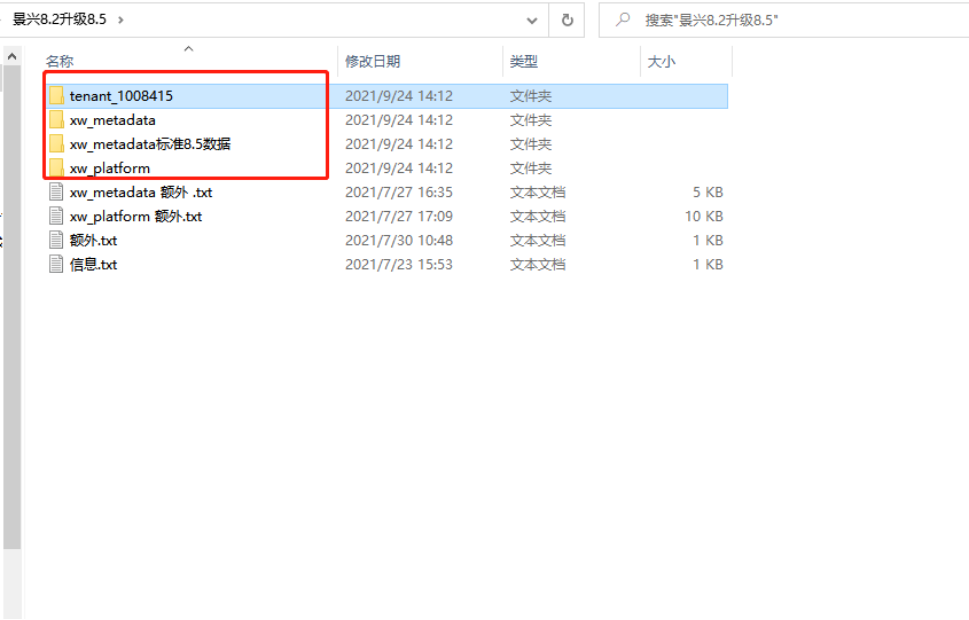 景兴8.2升级8.5
搜索"景兴8.2升级8.5"
名称 修改日期 类型 大小
tenant_1008415 2021/9/24 14:12 文件夹
xw_metadata 2021/9/24 14:12 文件夹
xw_metadata标准8.5数据 2021/9/24 14:12 文件夹
xw_platform 2021/9/24 14:12 文件夹
xw_metadata 额外 .txt 2021/7/27 16:35 文本文档 5 KB
xw_platform 额外.txt 2021/7/27 17:09 文本文档 10 KB
额外.txt 2021/7/30 10:48 文本文档 1 KB
信息.txt 2021/7/23 15:53 文本文档 1 KB